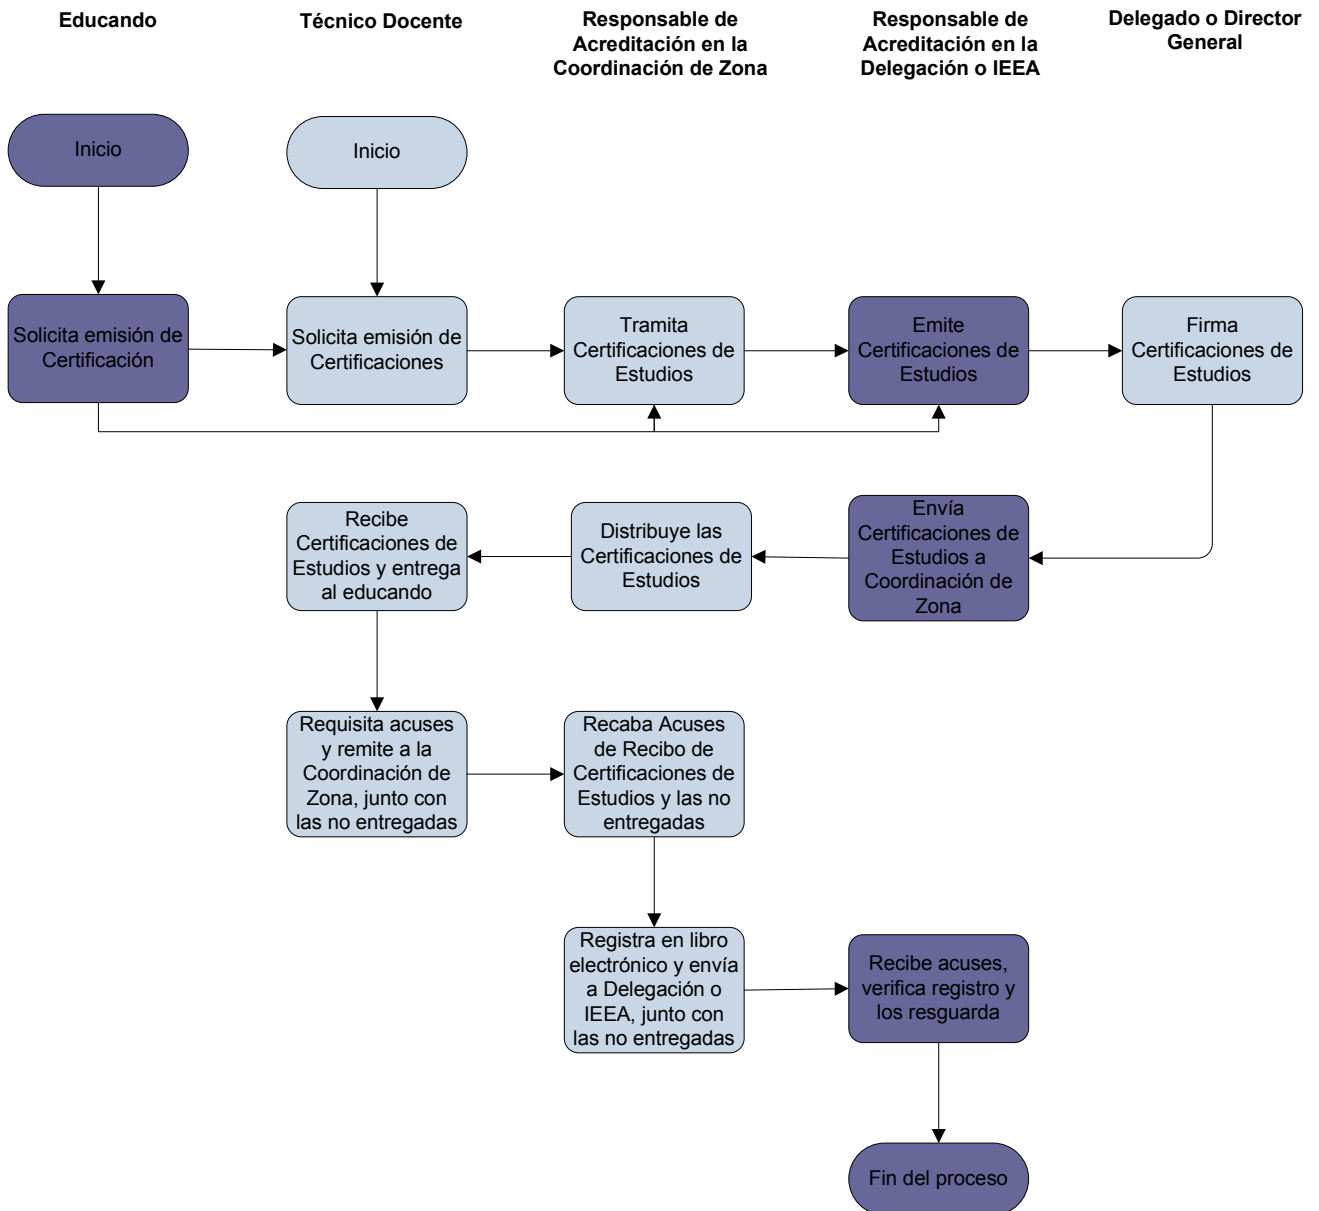 Educando
Técnico Docente
Responsable de
Acreditación en la
Coordinación de Zona
Responsable de
Acreditación en la
Delegación o IEEA
Delegado o Director
General
Inicio
Inicio
Solicita emisión de
Certificación
Solicita emisión de
Certificaciones
Tramita
Certificaciones de
Estudios
Emite
Certificaciones de
Estudios
Firma
Certificaciones de
Estudios
Recibe
Certificaciones de
Estudios y entrega
al educando
Distribuye las
Certificaciones de
Estudios
Envía
Certificaciones de
Estudios a
Coordinación de
Zona
Requisita acuses
y remite a la
Coordinación de
Zona, junto con
las no entregadas
Recaba Acuses
de Recibo de
Certificaciones de
Estudios y las no
entregadas
Registra en libro
electrónico y envía
a Delegación o
IEEA, junto con
las no entregadas
Recibe acuses,
verifica registro y
los resguarda
Fin del proceso